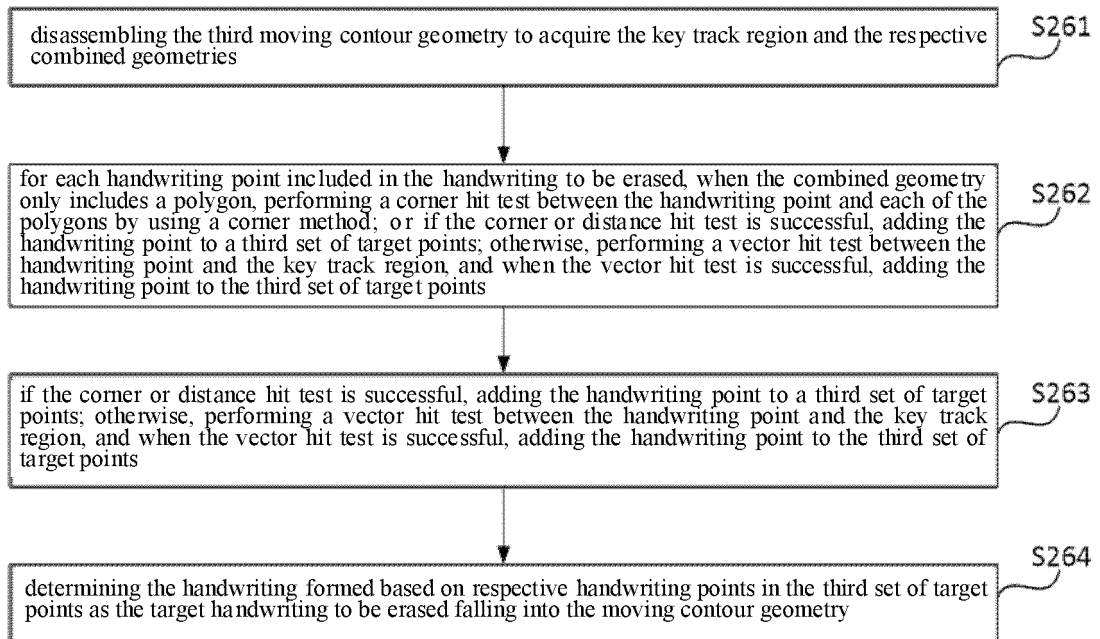 disassembling the third moving contour geometry to acquire the key track region and the respective
combined geometries
S261
for each handwriting point included in the handwriting to be erased, when the combined geometry
only includes a polygon, performing a corner hit test between the handwriting point and each of the
polygons by using a corner method; or if the corner or distance hit test is successful, adding the
handwriting point to a third set of target points; otherwise, performing a vector hit test between the
handwriting point and the key track region, and when the vector hit test is successful, adding the
handwriting point to the third set of target points
S262
if the corner or distance hit test is successful, adding the handwriting point to a third set of target
points; otherwise, performing a vector hit test between the handwriting point and the key track
region, and when the vector hit test is successful, adding the handwriting point to the third set of
target points
S263
determining the handwriting formed based on respective handwriting points in the third set of target
points as the target handwriting to be erased falling into the moving contour geometry
S264